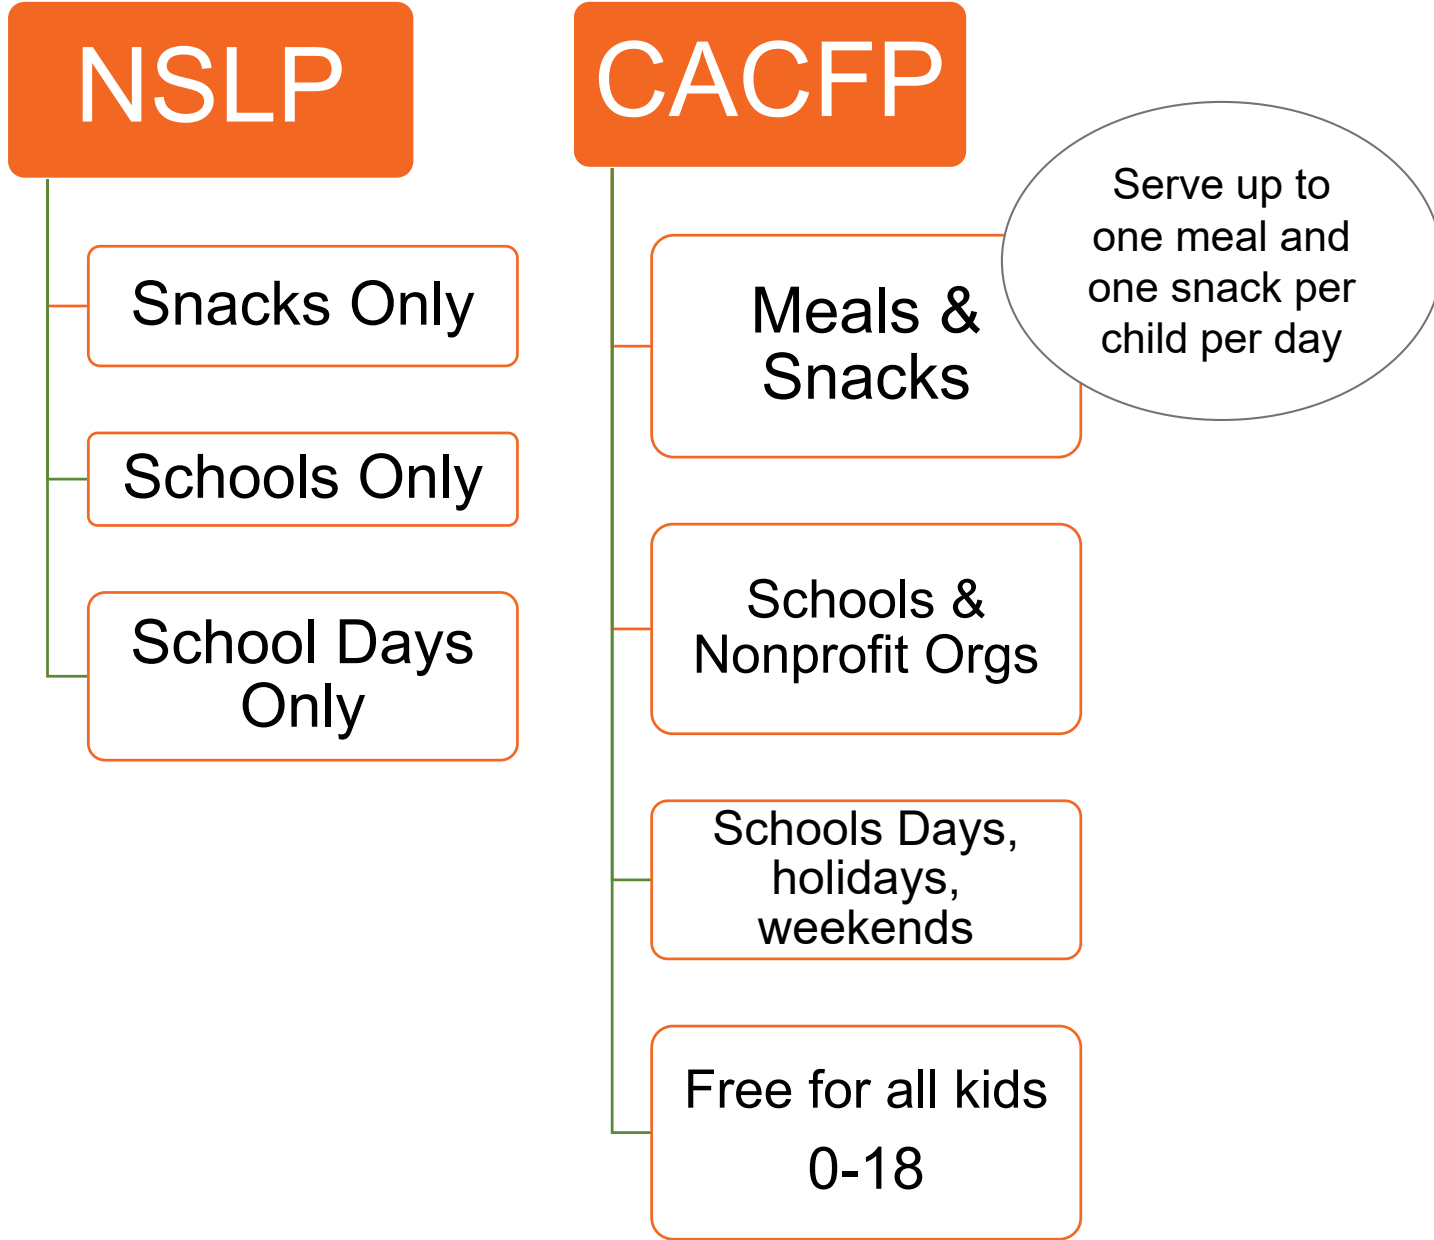 NSLP
Snacks Only
Schools Only
School Days
Only
CACFP
Meals &
Snacks
Serve up to
one meal and
one snack per
child per day
Schools &
Nonprofit Orgs
Schools Days,
holidays,
weekends
Free for all kids
0-18